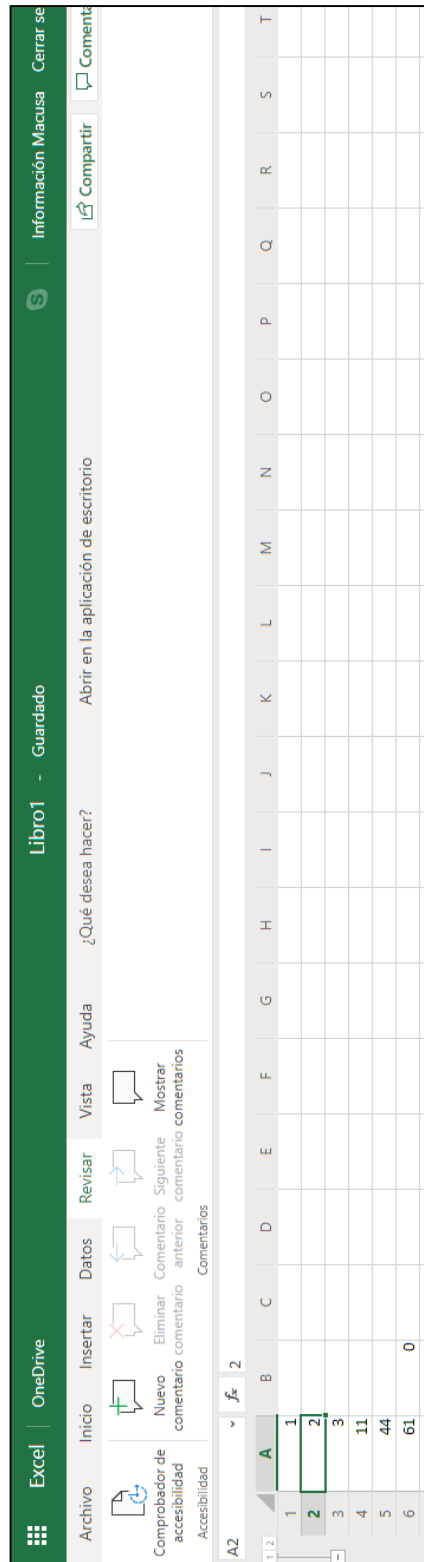 Excel | OneDrive Libro1 - Guardado Información Macusa Cerrar se
Archivo Inicio Insertar Datos Revisar Vista Ayuda ¿Qué desea hacer? Abrir en la aplicación de escritorio Compartir Comenta
Comprobador de accesibilidad
Nuevo comentario
Eliminar comentario
Comentario anterior
Siguiente comentario
Mostrar comentarios
Accesibilidad Comentarios
A2 fx 2
1 2 A B C D E F G H I J K L M N O P Q R S T
1 1
2 2
3 3
4 11
5 44
6 61 0